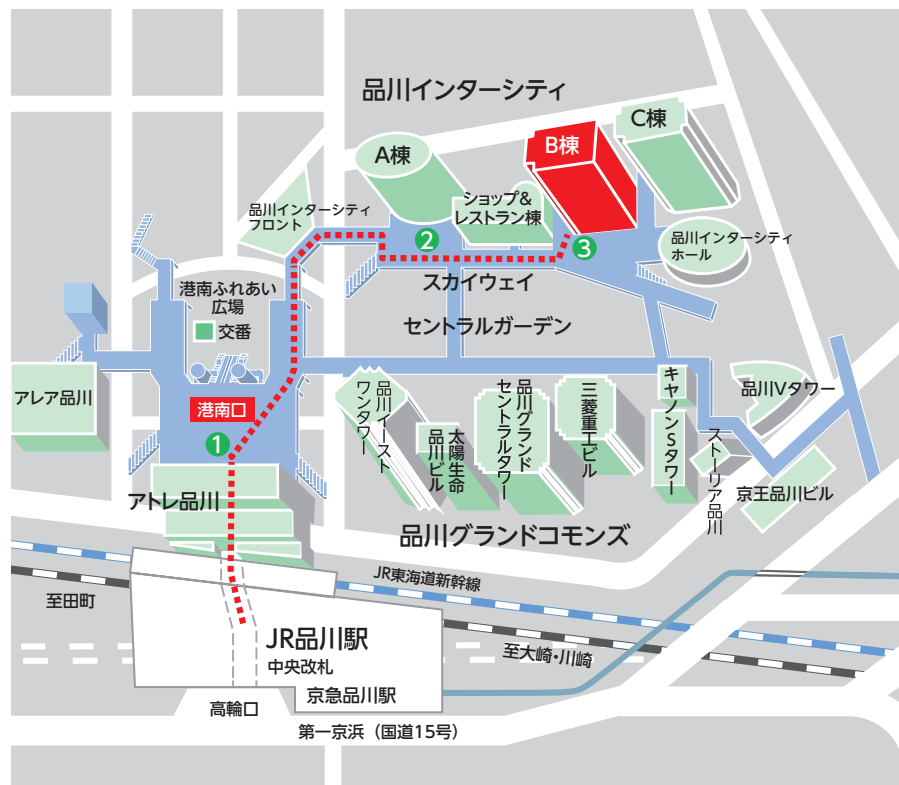 品川インターシティ
C棟
B棟
A棟
ショップ&
レストラン棟
品川インターシティ
フロント
2
3
品川インターシティ
ホール
スカイウェイ
港南ふれあい
広場
交番
セントラルガーデン
アレア品川
港南口
1
品川イースト
ワンタワー
太陽生命
品川ビル
品川グランド
セントラルタワー
三菱重工ビル
キヤノンSタワー
ストーリア品川
品川Vタワー
京王品川ビル
アトレ品川
品川グランドコモンズ
JR東海道新幹線
至田町
JR品川駅
中央改札
至大崎・川崎
京急品川駅
高輪口
第一京浜（国道15号）